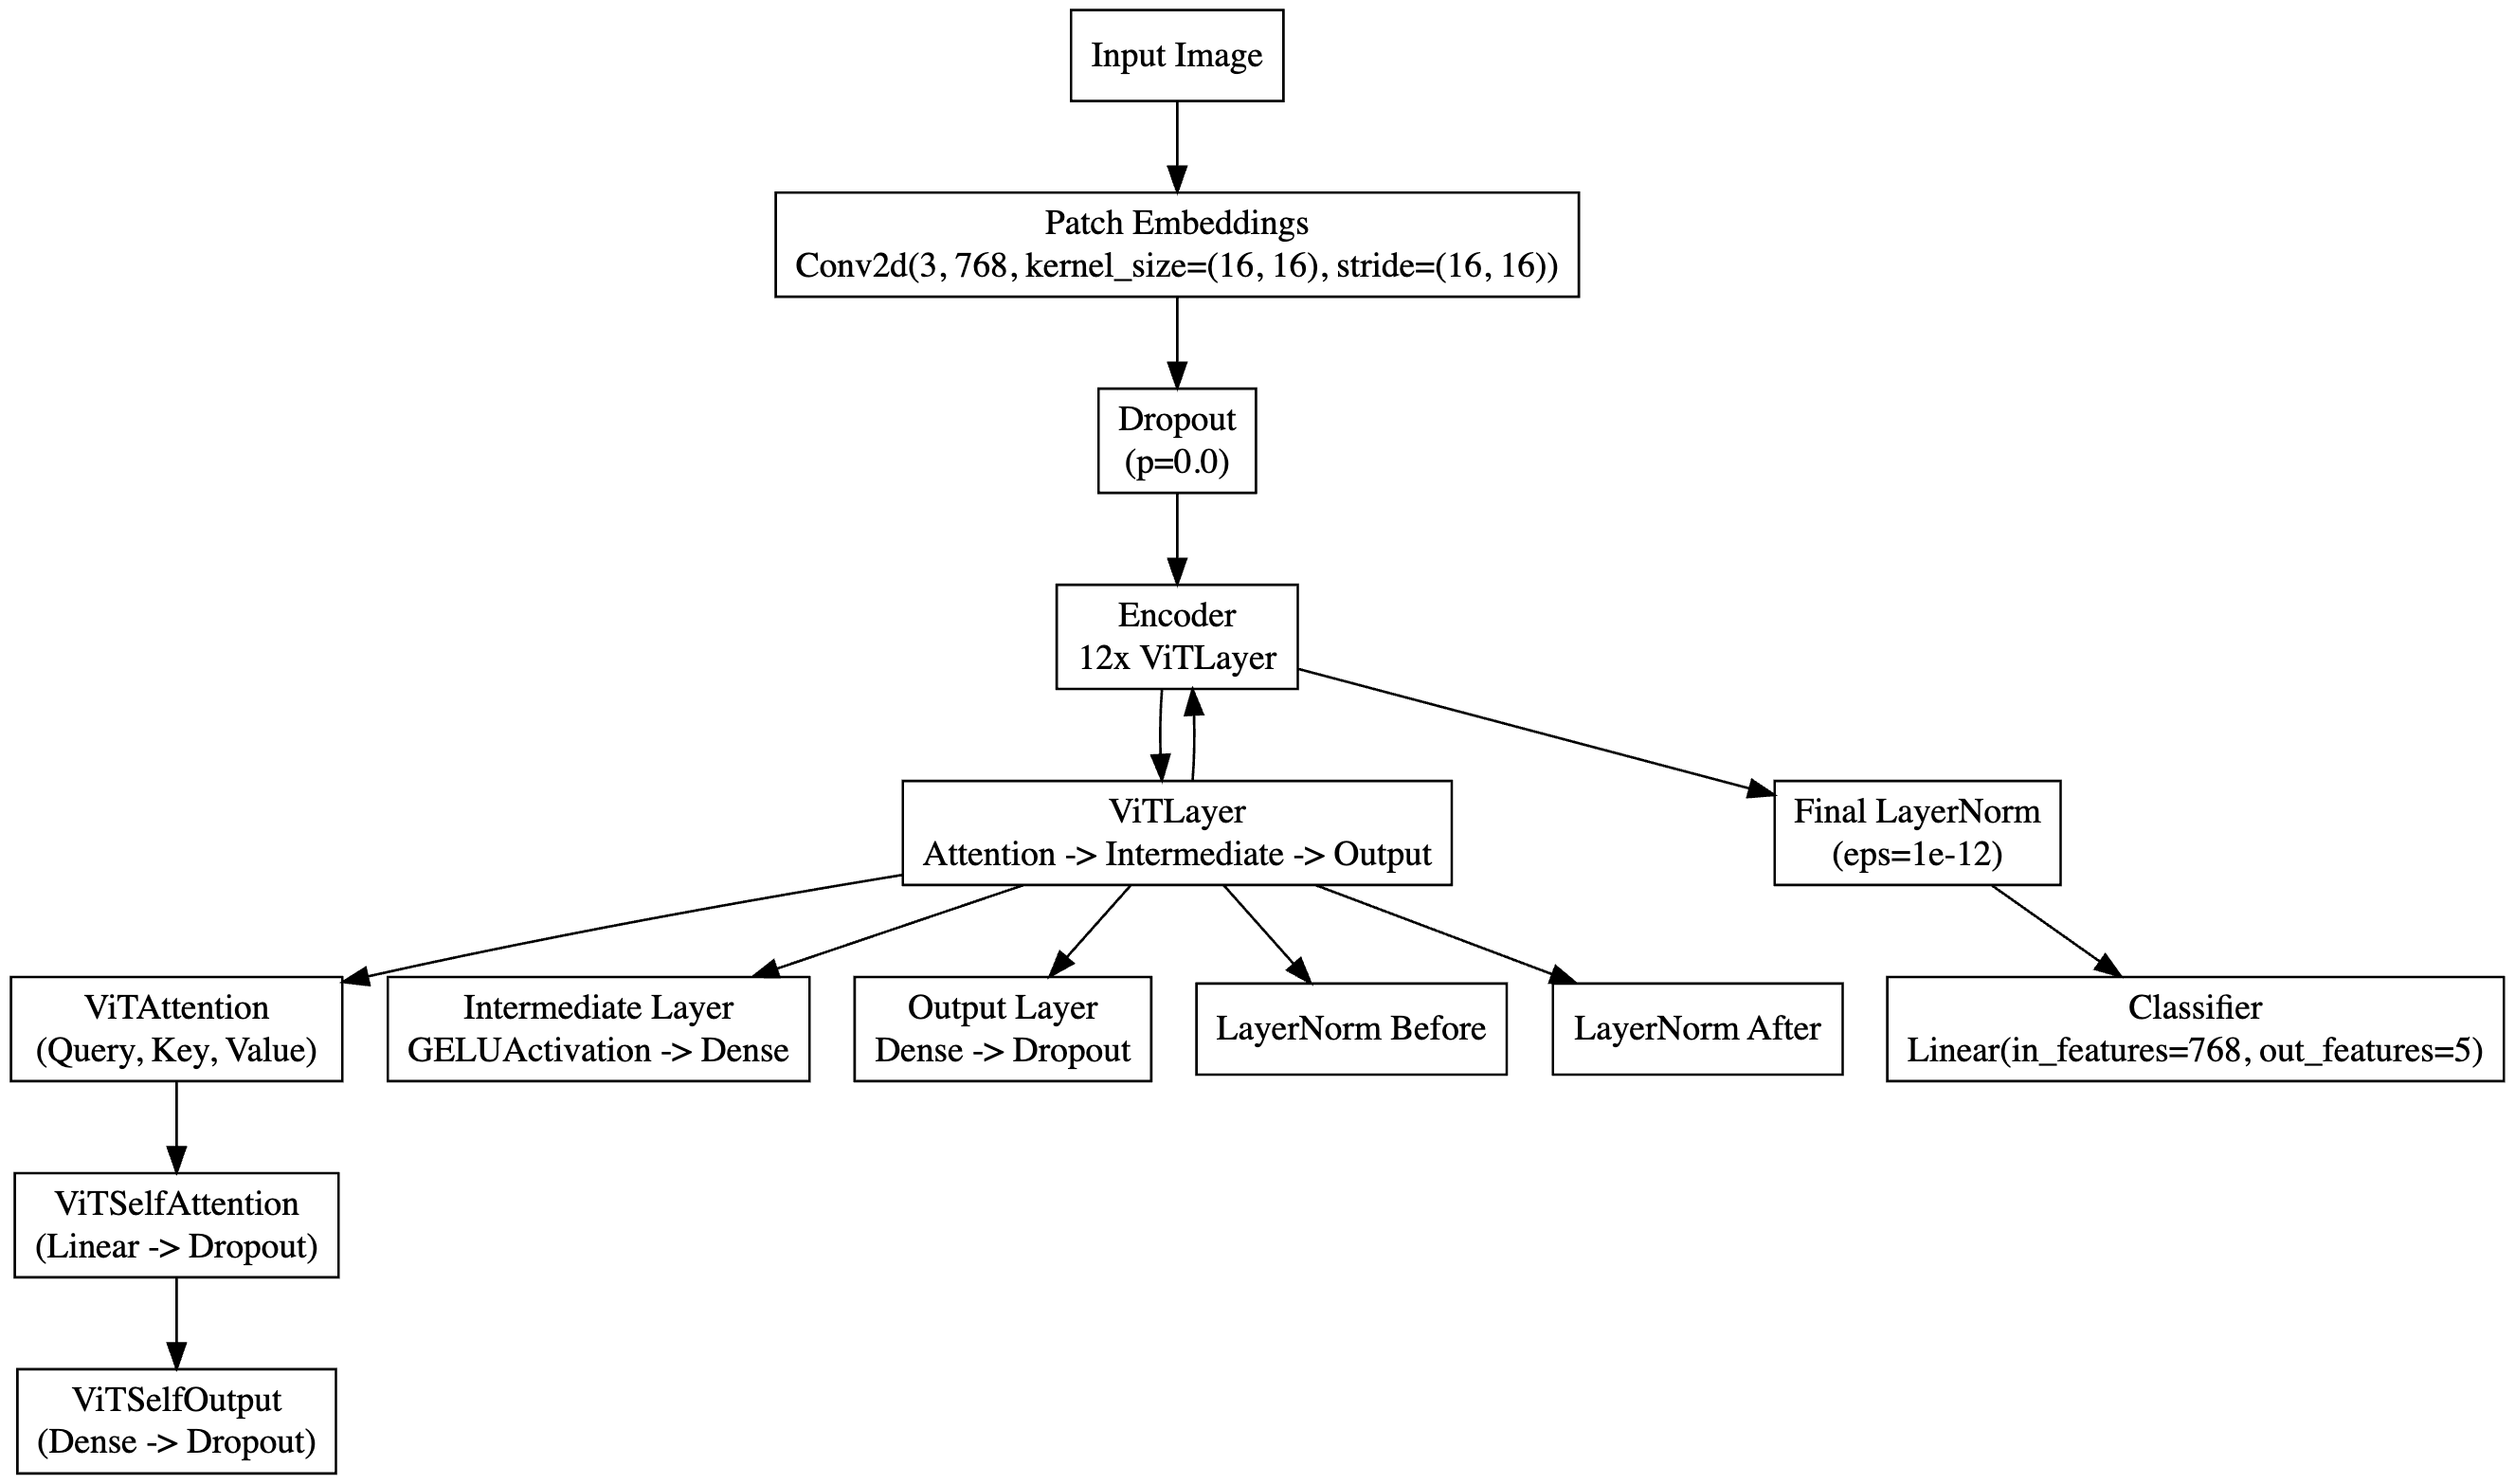 Input Image
Patch Embeddings
Conv2d(3, 768, kernel_size=(16, 16), stride=(16, 16))
Dropout
(p=0.0)
Encoder
12x ViTLayer
ViTLayer
Attention -> Intermediate -> Output
Final LayerNorm
(eps=1e-12)
ViTAttention
(Query, Key, Value)
Intermediate Layer
GELUActivation -> Dense
Output Layer
Dense -> Dropout
LayerNorm Before
LayerNorm After
Classifier
Linear(in_features=768, out_features=5)
ViTSelfAttention
(Linear -> Dropout)
ViTSelfOutput
(Dense -> Dropout)